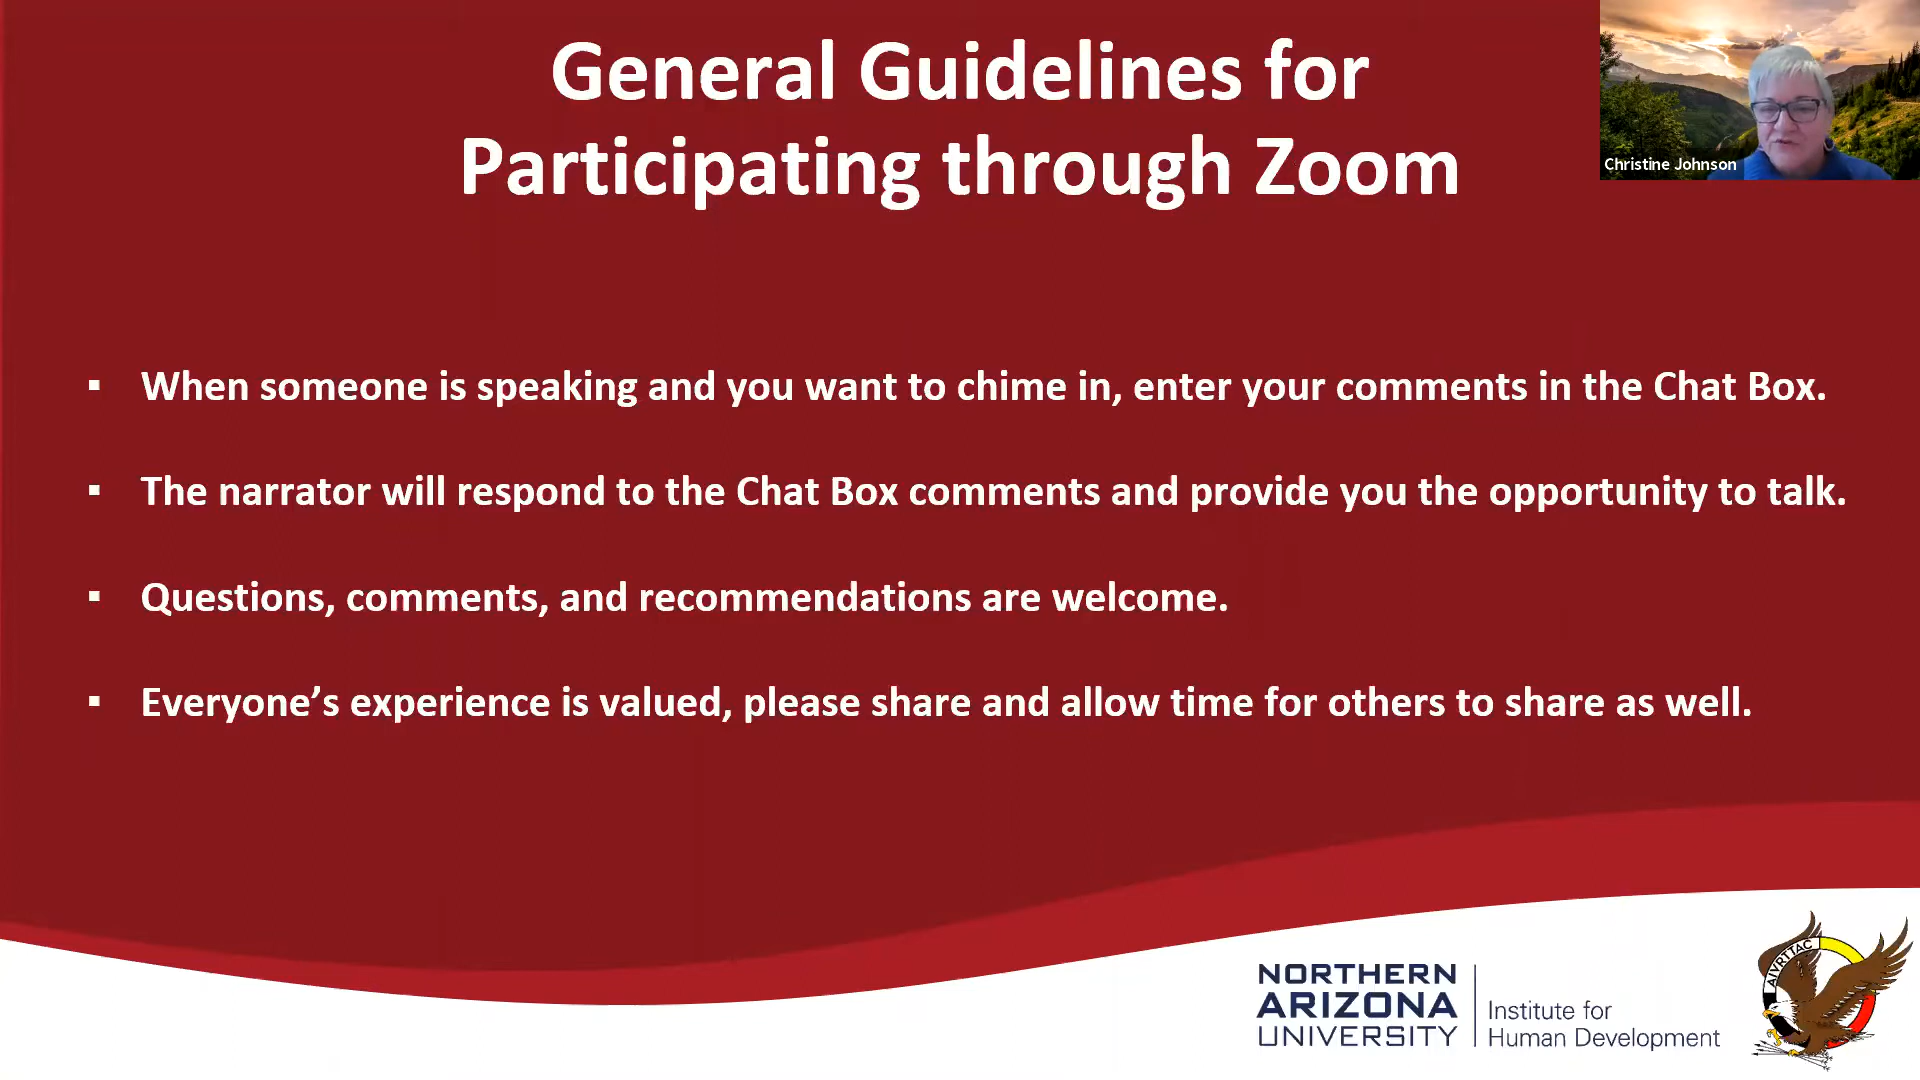 General Guidelines for
Participating through Zoom
Christine Johnson
▪ When someone is speaking and you want to chime in, enter your comments in the Chat Box.
▪ The narrator will respond to the Chat Box comments and provide you the opportunity to talk.
▪ Questions, comments, and recommendations are welcome.
▪ Everyone’s experience is valued, please share and allow time for others to share as well.
NORTHERN
ARIZONA
UNIVERSITY
Institute for
Human Development
AIVRTTAC